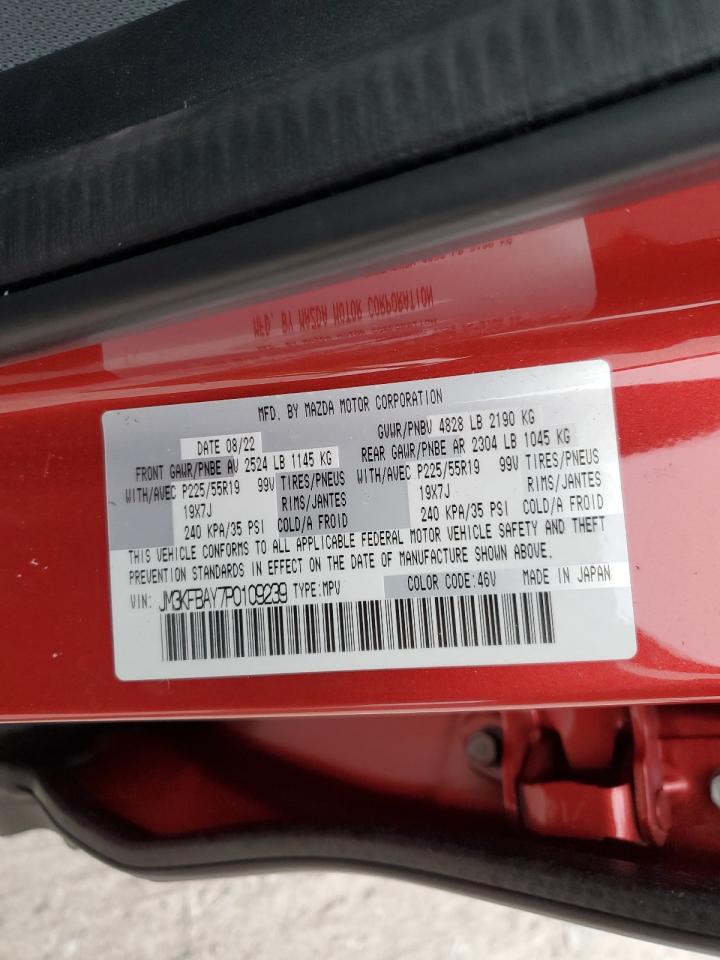 MFD. BY MAZDA MOTOR CORPORATION
MFD. BY MAZDA MOTOR CORPORATION
DATE 08/22 GVWR/PNBV 4828 LB 2190 KG
FRONT GAWR/PNBE AV 2524 LB 1145 KG REAR GAWR/PNBE AR 2304 LB 1045 KG
WITH/AVEC P225/55R19 99V TIRES/PNEUS WITH/AVEC P225/55R19 99V TIRES/PNEUS
19X7J RIMS/JANTES 19X7J RIMS/JANTES
240 KPA/35 PSI COLD/A FROID 240 KPA/35 PSI COLD/A FROID
THIS VEHICLE CONFORMS TO ALL APPLICABLE FEDERAL MOTOR VEHICLE SAFETY AND THEFT
PREVENTION STANDARDS IN EFFECT ON THE DATE OF MANUFACTURE SHOWN ABOVE.
VIN: JM3KFBAY7P0109239 TYPE:MPV COLOR CODE:46V MADE IN JAPAN